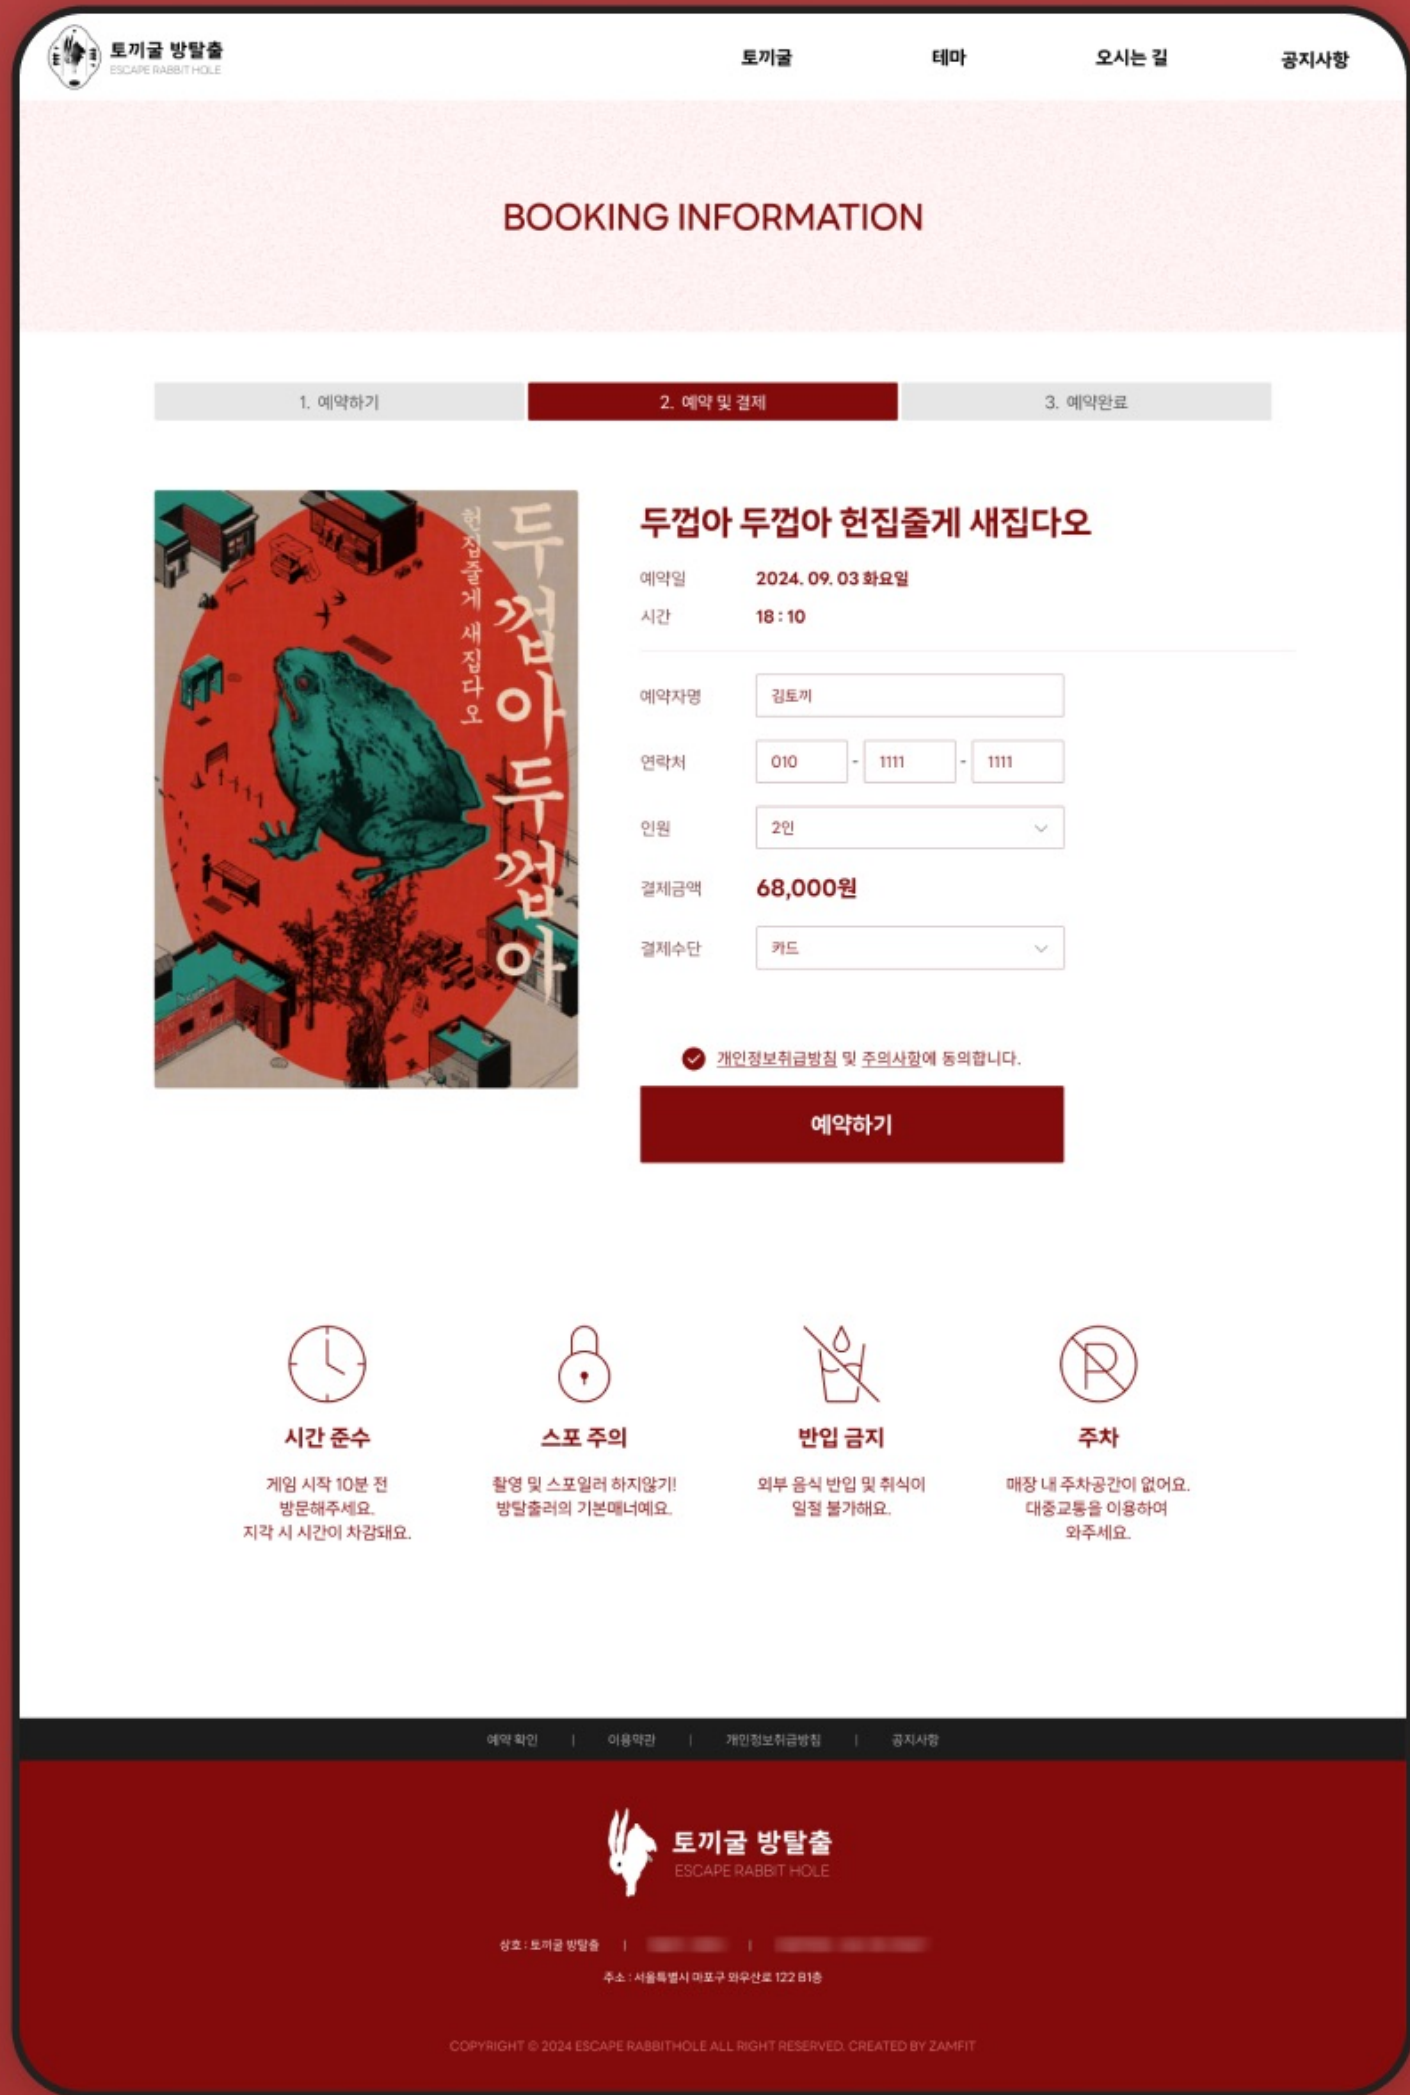 토끼굴 방탈출
ESCAPE RABBIT HOLE
토끼굴 테마 오시는 길 공지사항
BOOKING INFORMATION
1. 예약하기 2. 예약 및 결제 3. 예약완료
두껍아 두껍아
헌집줄게 새집다오
두껍아 두껍아 헌집줄게 새집다오
예약일 2024. 09. 03 화요일
시간 18 : 10
예약자명 김토끼
연락처 010 - 1111 - 1111
인원 2인
결제금액 68,000원
결제수단 카드
개인정보취급방침 및 주의사항에 동의합니다.
예약하기
시간 준수
게임 시작 10분 전
방문해주세요.
지각 시 시간이 차감돼요.
스포 주의
촬영 및 스포일러 하지않기!
방탈출러의 기본매너예요.
반입 금지
외부 음식 반입 및 취식이
일절 불가해요.
P
주차
매장 내 주차공간이 없어요.
대중교통을 이용하여
와주세요.
예약 확인 | 이용약관 | 개인정보취급방침 | 공지사항
토끼굴 방탈출
ESCAPE RABBIT HOLE
상호 : 토끼굴 방탈출 | |
주소 : 서울특별시 마포구 와우산로 122 B1층
COPYRIGHT © 2024 ESCAPE RABBITHOLE ALL RIGHT RESERVED. CREATED BY ZAMFIT